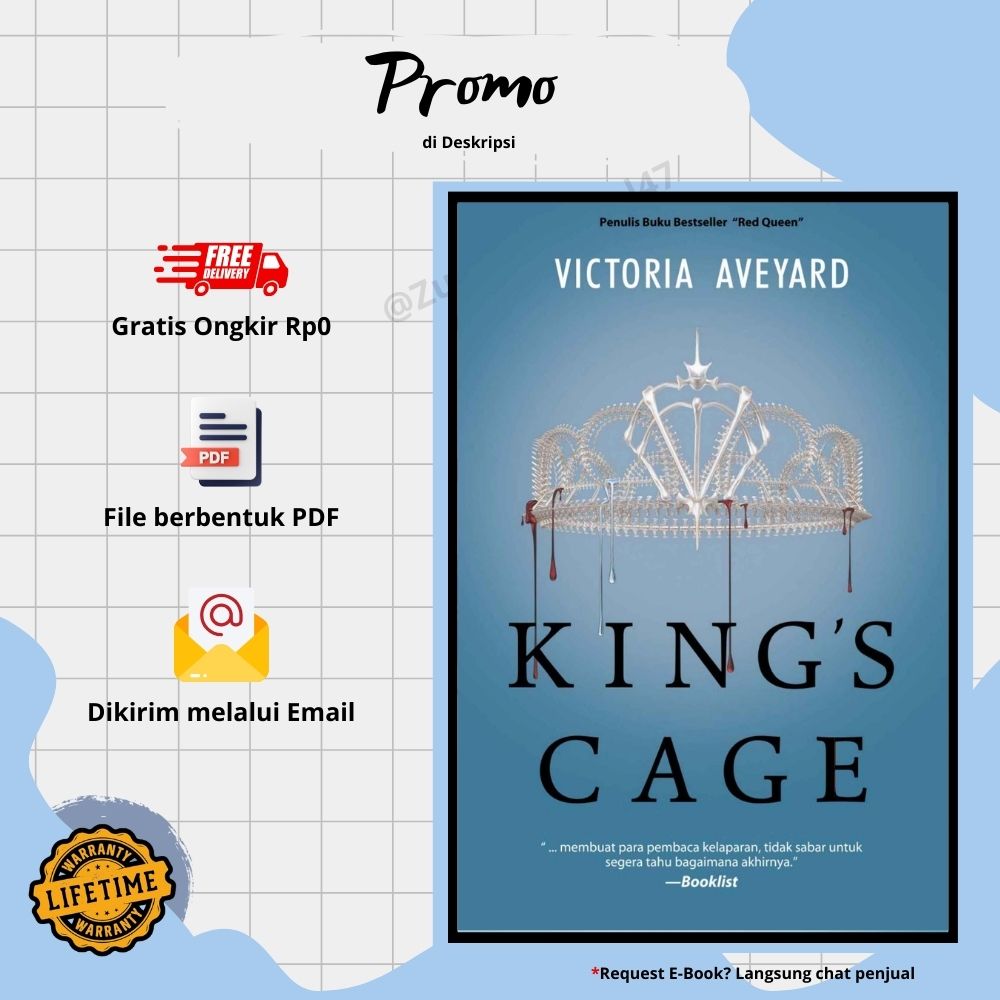 Promo
di Deskripsi
FREE
DELIVERY
Gratis Ongkir Rp0
PDF
File berbentuk PDF
@
Dikirim melalui Email
WARRANTY
LIFETIME
WARRANTY
Penulis Buku Bestseller “Red Queen”
VICTORIA AVEYARD
KING’S
CAGE
“ ... membuat para pembaca kelaparan, tidak sabar untuk
segera tahu bagaimana akhirnya.”
—Booklist
*Request E-Book? Langsung chat penjual